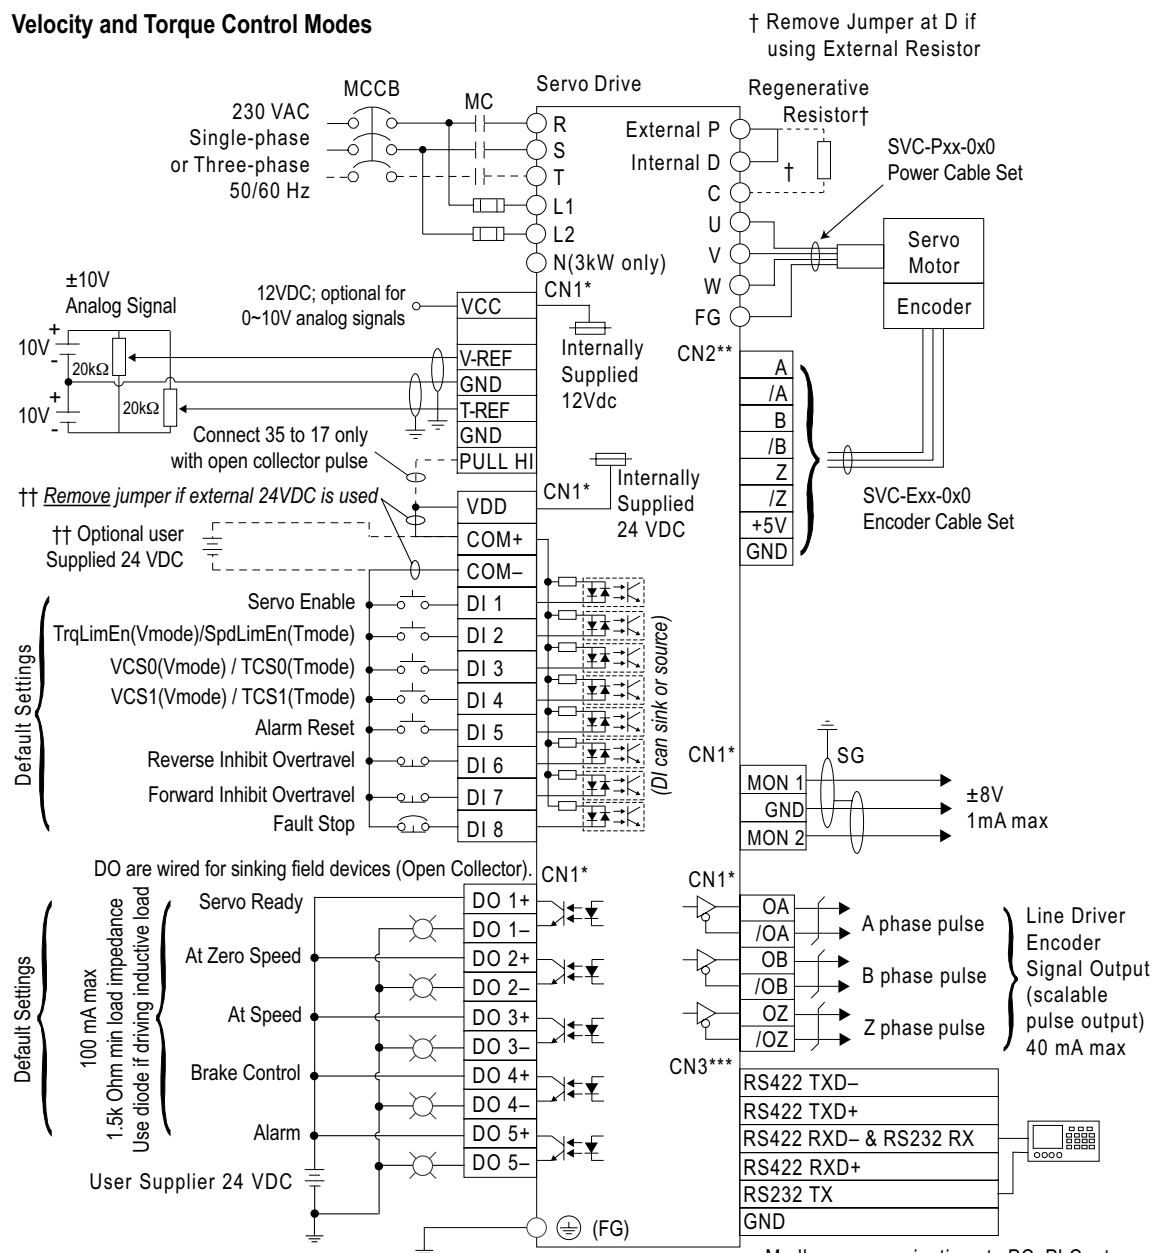 Velocity and Torque Control Modes
† Remove Jumper at D if
using External Resistor
MCCB
MC
Servo Drive
Regenerative
Resistor†
230 VAC
Single-phase
or Three-phase
50/60 Hz
R
S
T
L1
L2
N(3kW only)
External P
Internal D
C
U
V
W
FG
†
SVC-Pxx-0x0
Power Cable Set
Servo
Motor
Encoder
±10V
Analog Signal
12VDC; optional for
0~10V analog signals
CN1*
VCC
V-REF
GND
T-REF
GND
PULL HI
+
10V
-
20kΩ
+
10V
-
20kΩ
Internally
Supplied
12Vdc
Connect 35 to 17 only
with open collector pulse
†† Remove jumper if external 24VDC is used
†† Optional user
Supplied 24 VDC
CN1*
Internally
Supplied
24 VDC
VDD
COM+
COM–
CN2**
A
/A
B
/B
Z
/Z
+5V
GND
SVC-Exx-0x0
Encoder Cable Set
Default Settings
Servo Enable
DI 1
TrqLimEn(Vmode)/SpdLimEn(Tmode)
DI 2
VCS0(Vmode) / TCS0(Tmode)
DI 3
VCS1(Vmode) / TCS1(Tmode)
DI 4
Alarm Reset
DI 5
Reverse Inhibit Overtravel
DI 6
Forward Inhibit Overtravel
DI 7
Fault Stop
DI 8
(DI can sink or source)
CN1*
SG
MON 1
GND
MON 2
±8V
1mA max
DO are wired for sinking field devices (Open Collector).
CN1*
Default Settings
100 mA max
1.5k Ohm min load impedance
Use diode if driving inductive load
Servo Ready
DO 1+
DO 1–
At Zero Speed
DO 2+
DO 2–
At Speed
DO 3+
DO 3–
Brake Control
DO 4+
DO 4–
Alarm
DO 5+
DO 5–
User Supplier 24 VDC
(FG)
CN1*
OA
/OA
OB
/OB
OZ
/OZ
A phase pulse
B phase pulse
Z phase pulse
Line Driver
Encoder
Signal Output
(scalable
pulse output)
40 mA max
CN3***
RS422 TXD–
RS422 TXD+
RS422 RXD– & RS232 RX
RS422 RXD+
RS232 TX
GND